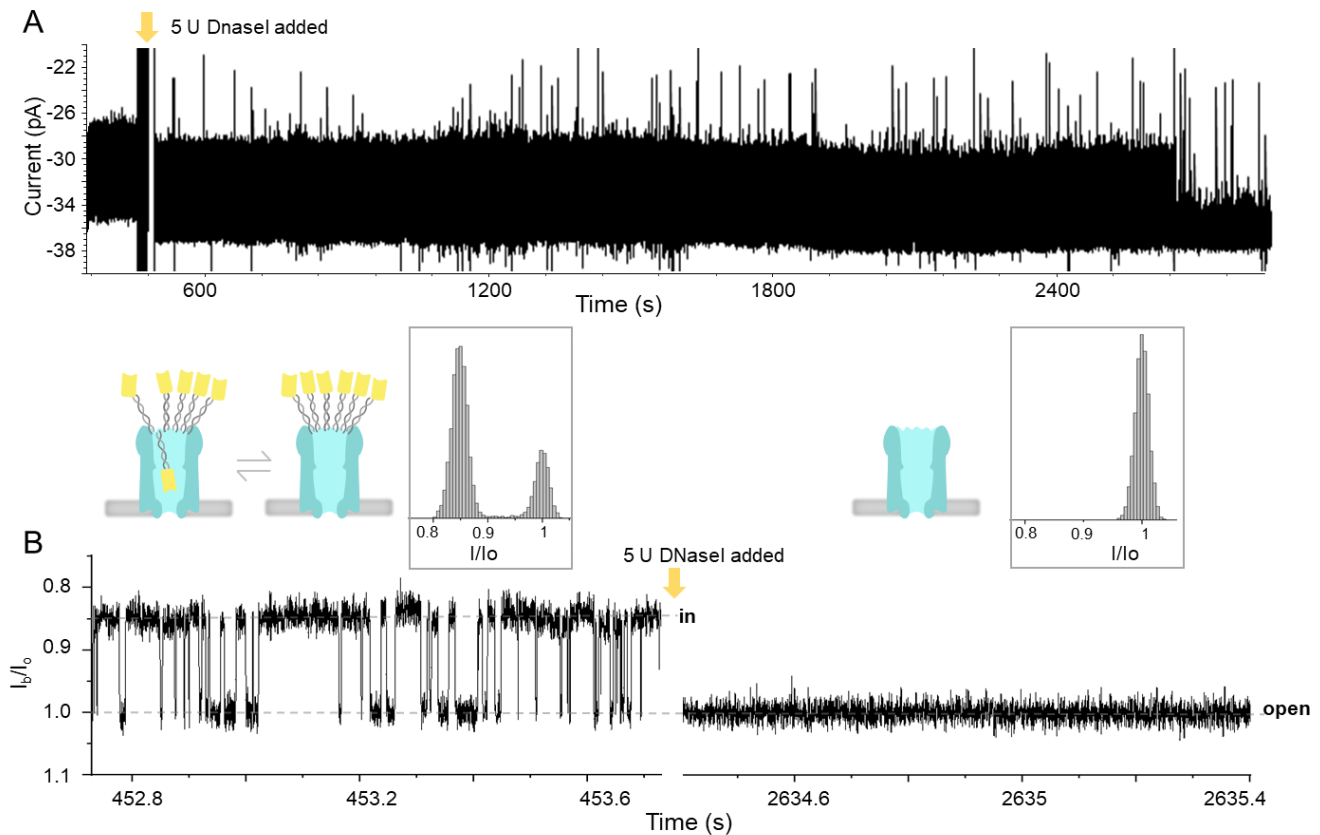 A
5 U DnaseI added
Current (pA)
-22
-26
-30
-34
-38
600
1200
1800
2400
Time (s)
0.8
0.9
1
I/Io
0.8
0.9
1
I/Io
B
5 U DNaseI added
in
open
Ib/Io
0.8
0.9
1.0
1.1
452.8
453.2
453.6
2634.6
2635
2635.4
Time (s)